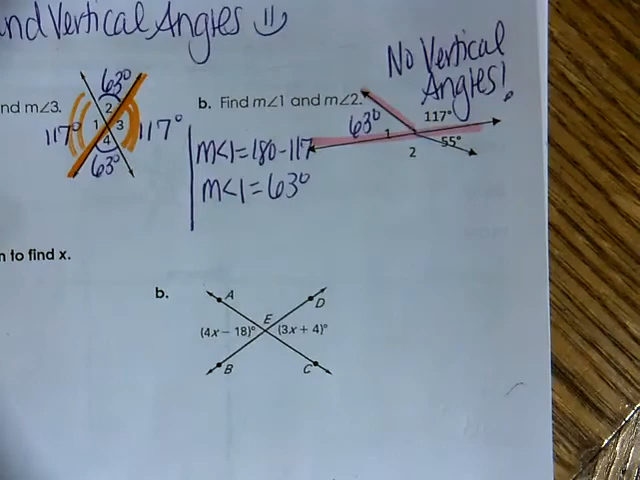 nd Vertical Angles
No Vertical
Angles!
nd m∠3.
63°
2
1 3
4
117° 117°
63°
b. Find m∠1 and m∠2.
63°
117°
1
55°
2
m<1=180-117
m<1=63°
n to find x.
b.
A
D
E
(4x - 18)° (3x + 4)°
B
C